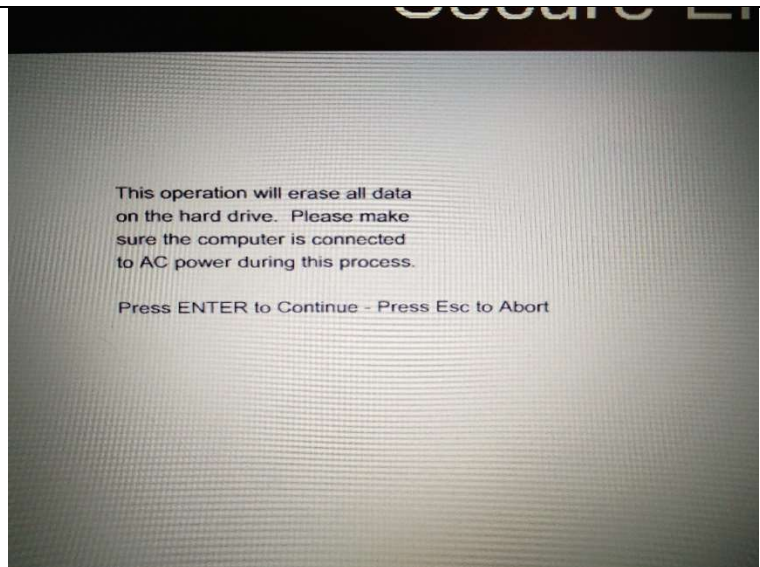 Secure
This operation will erase all data
on the hard drive. Please make
sure the computer is connected
to AC power during this process.
Press ENTER to Continue - Press Esc to Abort